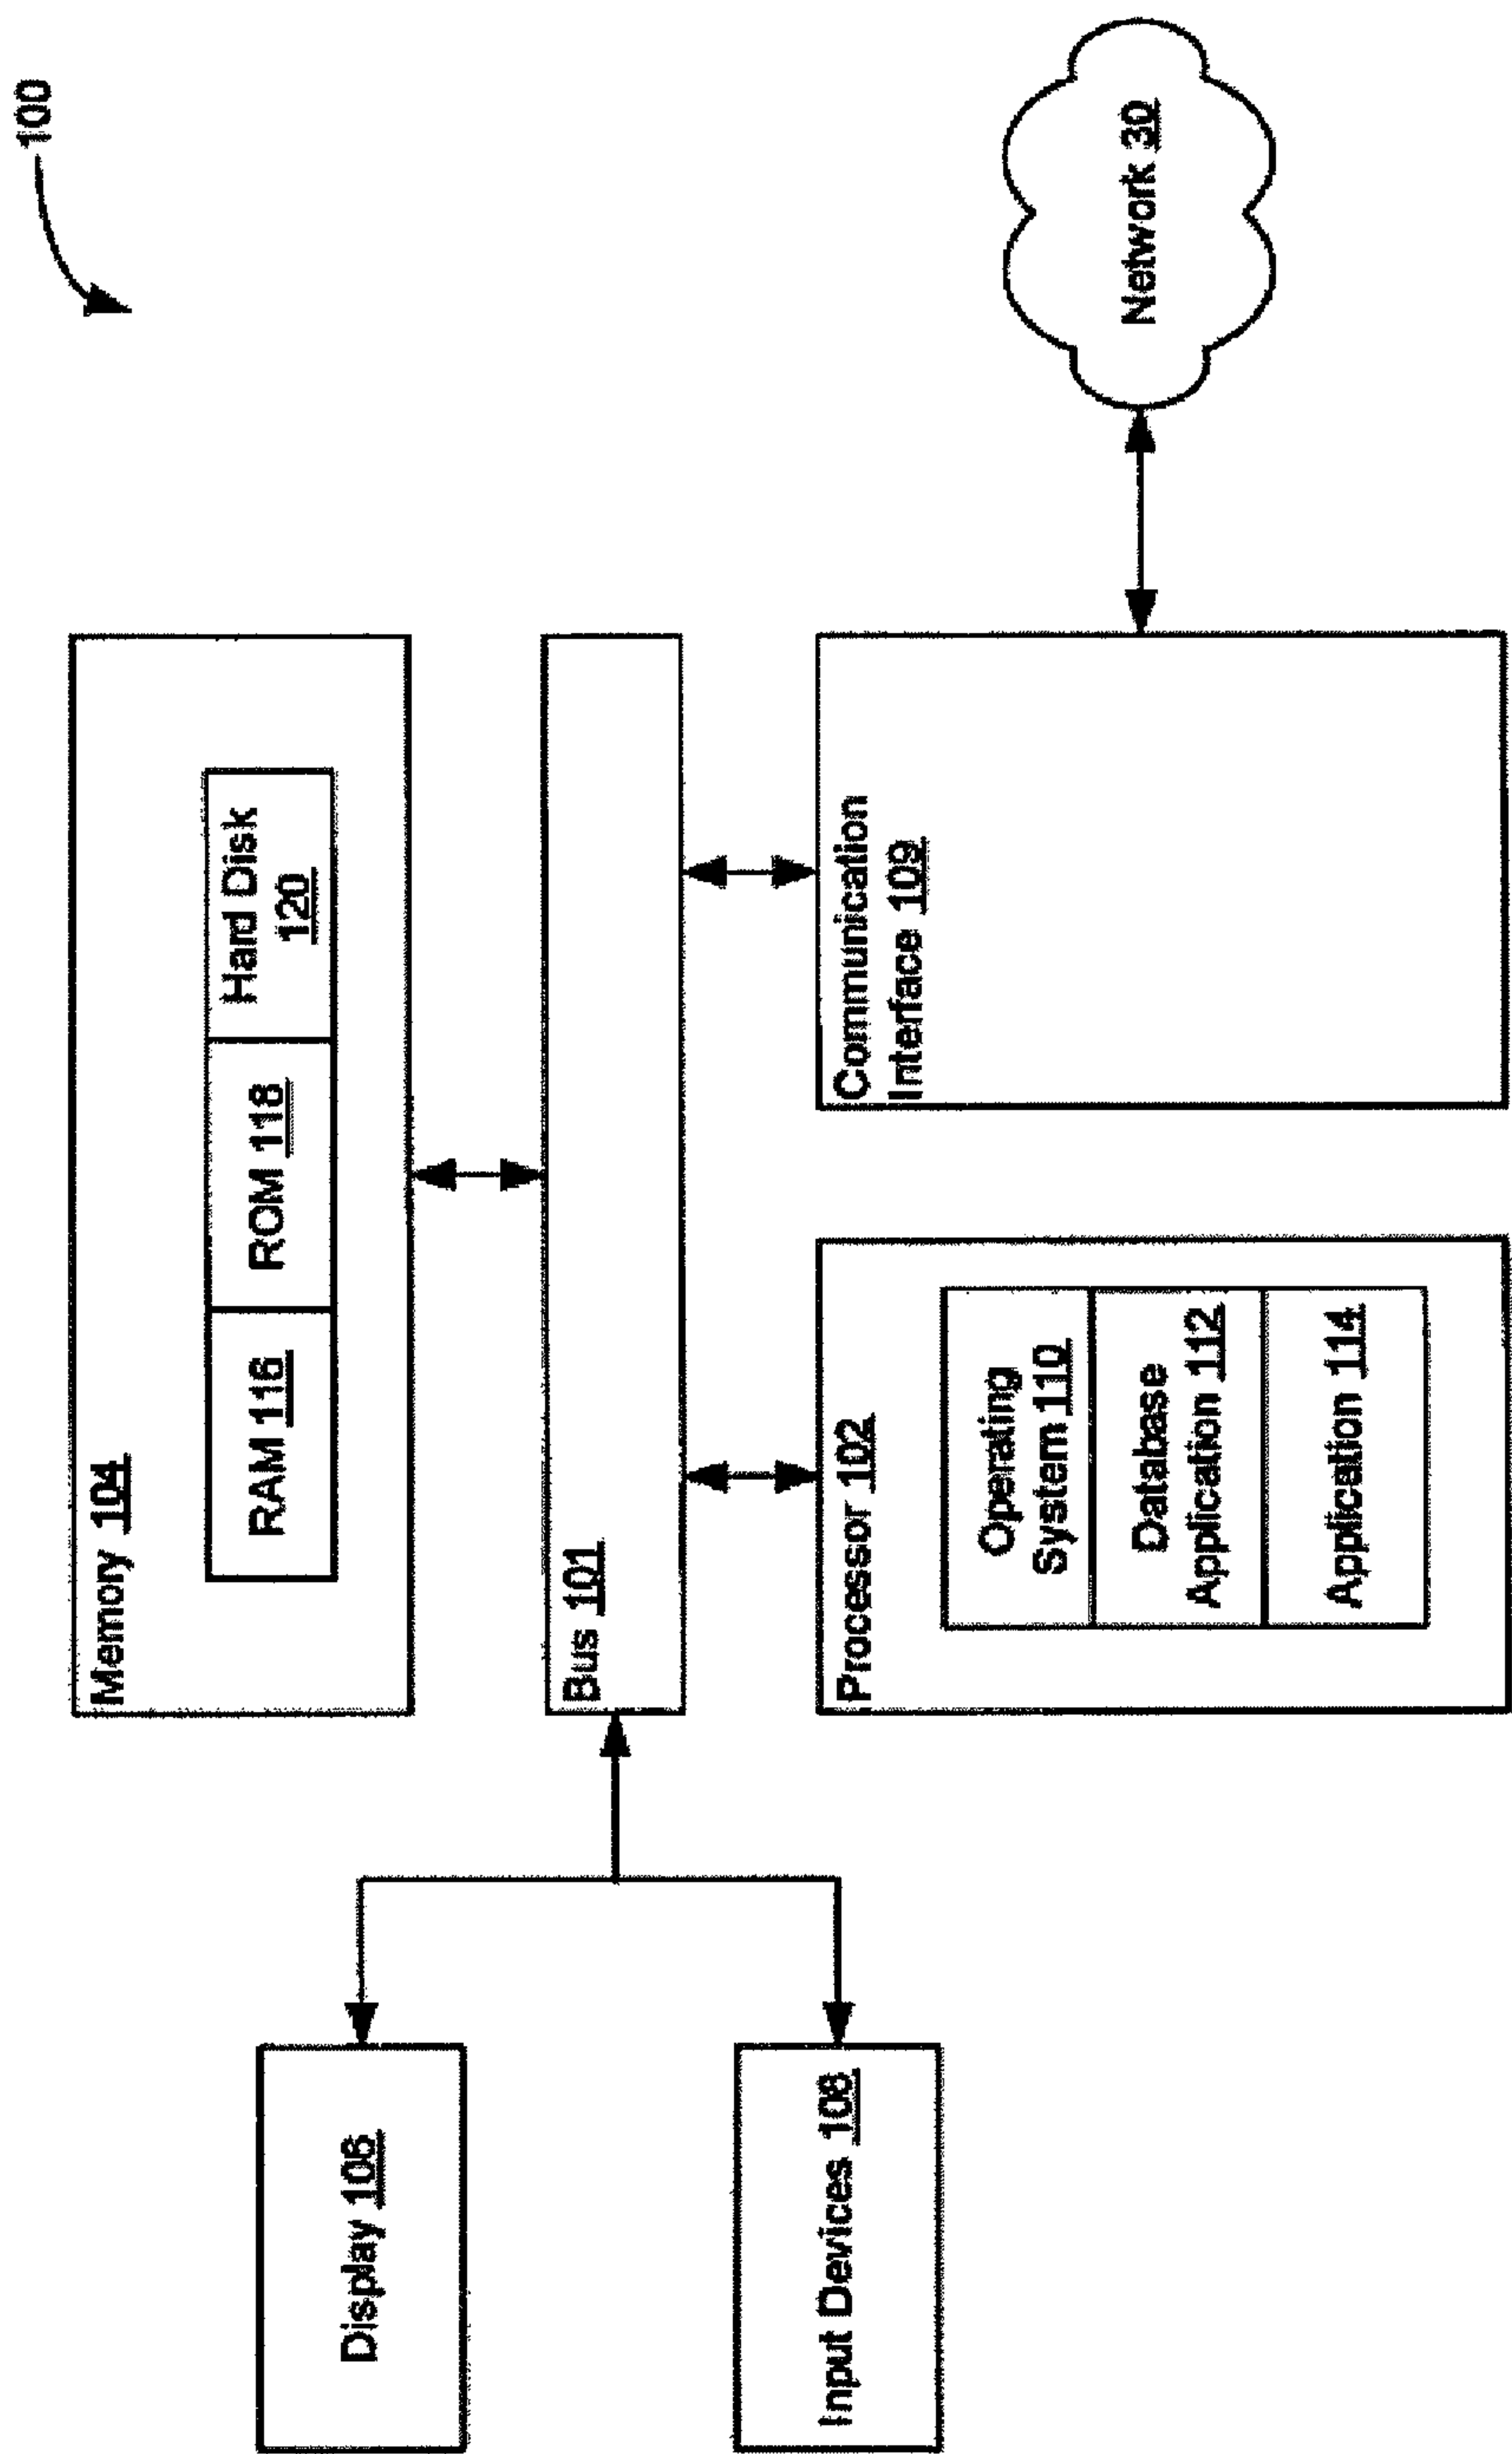 100
Memory 104
RAM 116
ROM 118
Hard Disk
120
Display 106
Bus 101
Input Devices 108
Processor 102
Operating
System 110
Database
Application 112
Application 114
Communication
Interface 109
Network 30